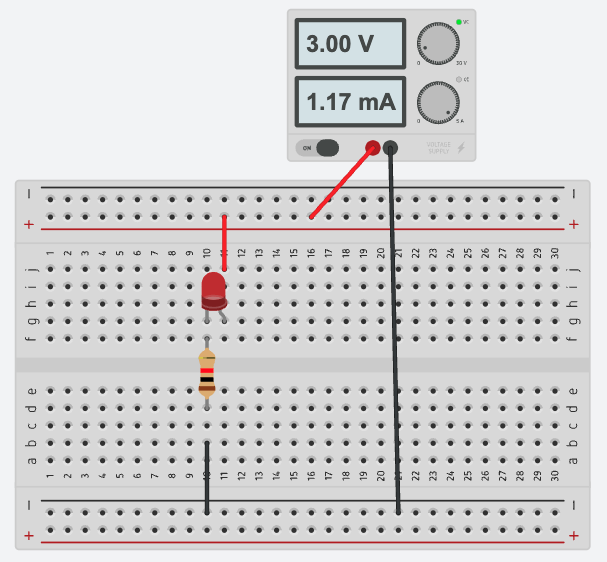 3.00 V
0 30 V
1.17 mA
0 5 A
ON
VOLTAGE
SUPPLY
− −
+ +
1 2 3 4 5 6 7 8 9 10 11 12 13 14 15 16 17 18 19 20 21 22 23 24 25 26 27 28 29 30
j j
i i
h h
g g
f f
e e
d d
c c
b b
a a
1 2 3 4 5 6 7 8 9 10 11 12 13 14 15 16 17 18 19 20 21 22 23 24 25 26 27 28 29 30
− −
+ +